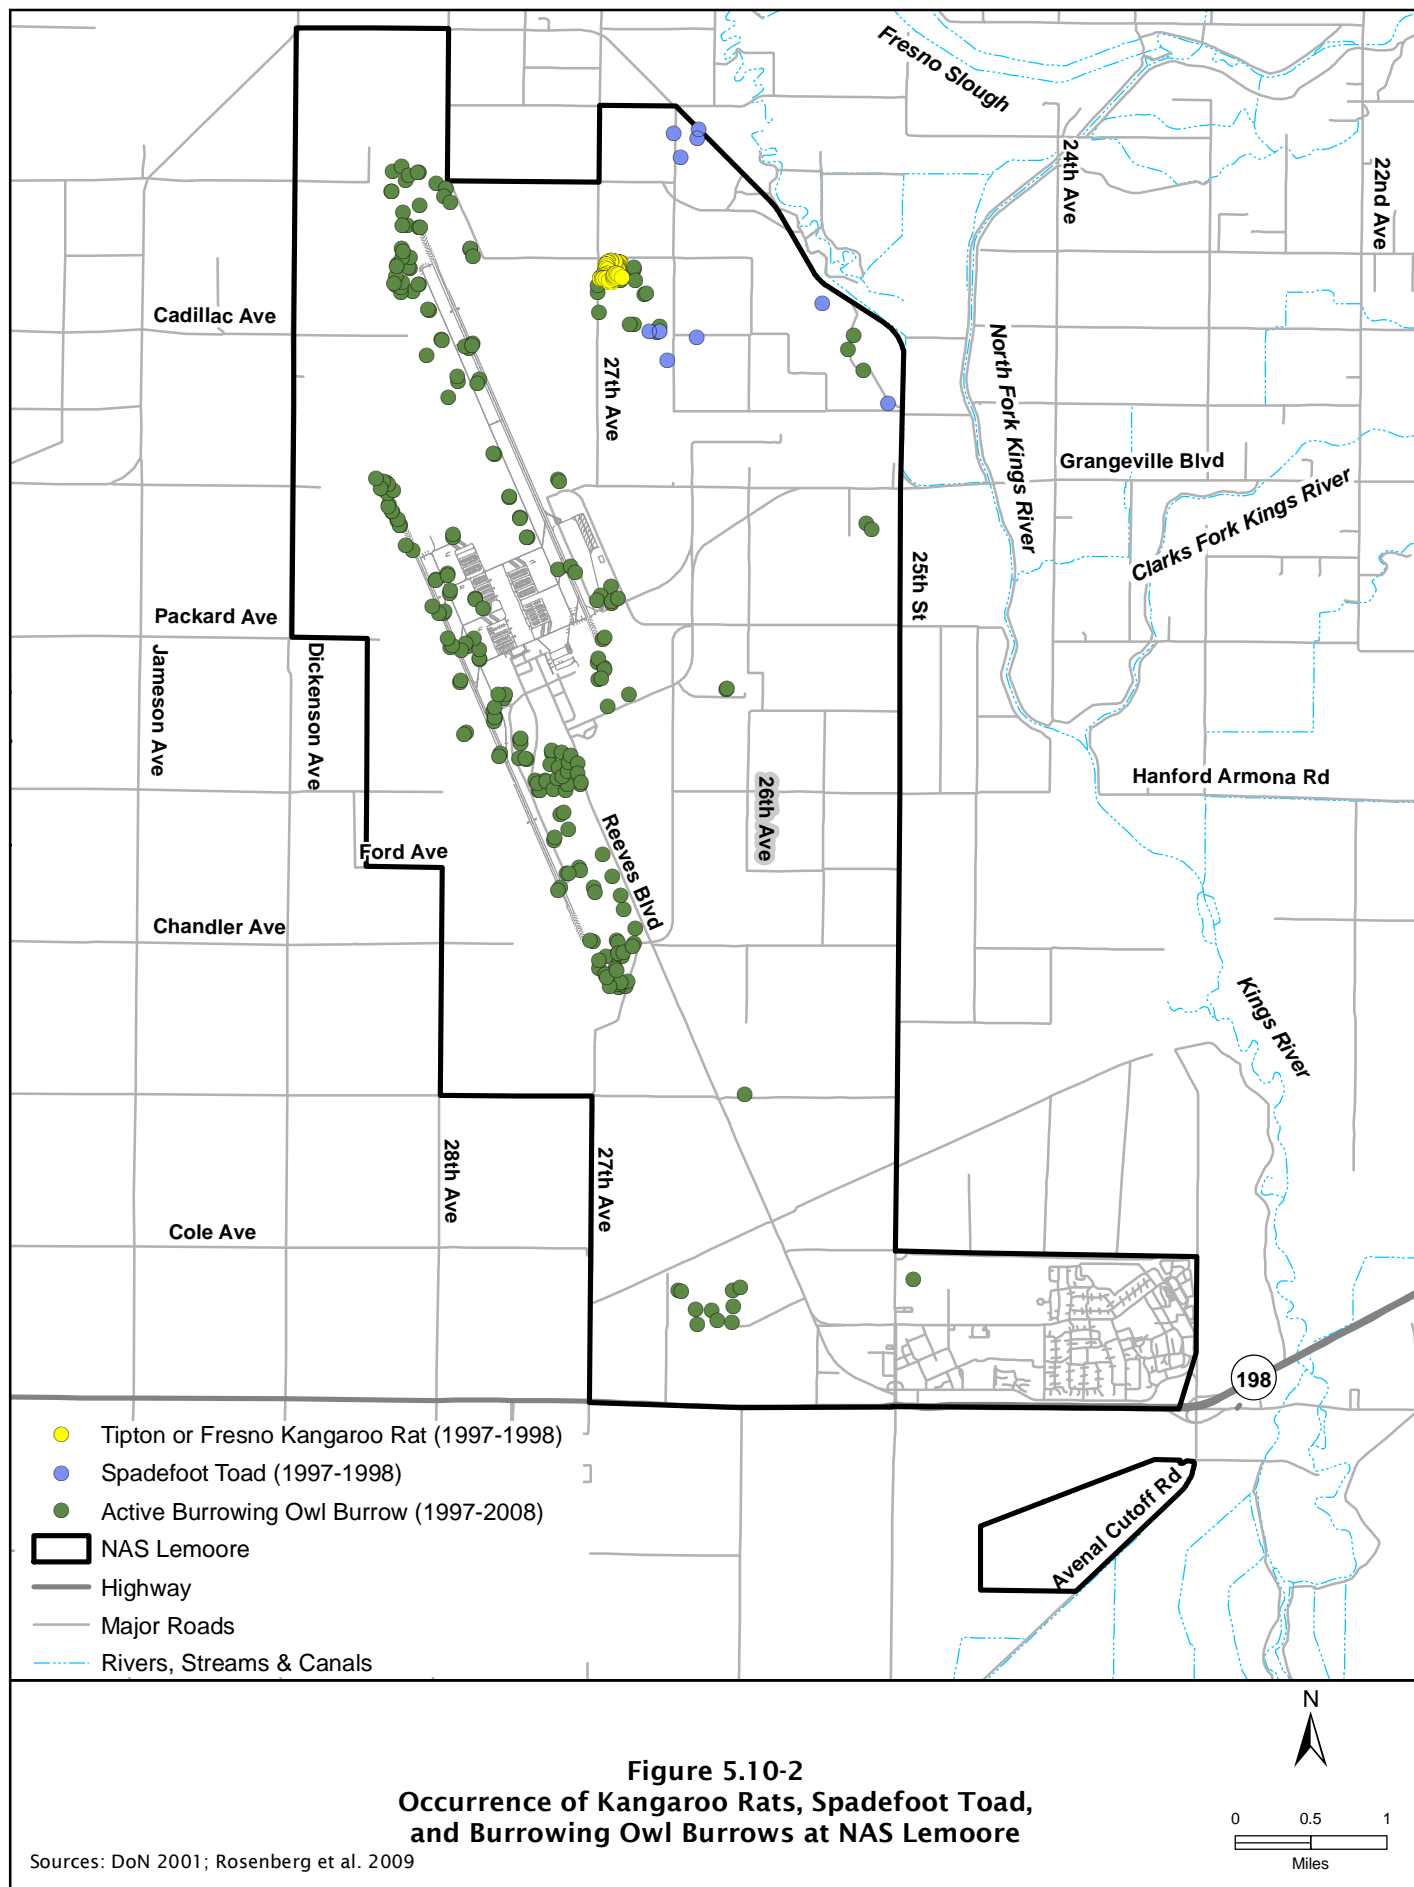 Fresno Slough
24th Ave
22nd Ave
Cadillac Ave
27th Ave
North Fork Kings River
Grangeville Blvd
Clarks Fork Kings River
25th St
Packard Ave
Jameson Ave
Dickenson Ave
26th Ave
Hanford Armona Rd
Reeves Blvd
Ford Ave
Chandler Ave
Kings River
28th Ave
27th Ave
Cole Ave
198
Avenal Cutoff Rd
Tipton or Fresno Kangaroo Rat (1997-1998)
Spadefoot Toad (1997-1998)
Active Burrowing Owl Burrow (1997-2008)
NAS Lemoore
Highway
Major Roads
Rivers, Streams & Canals
N
Figure 5.10-2
Occurrence of Kangaroo Rats, Spadefoot Toad,
and Burrowing Owl Burrows at NAS Lemoore
0 0.5 1
Miles
Sources: DoN 2001; Rosenberg et al. 2009